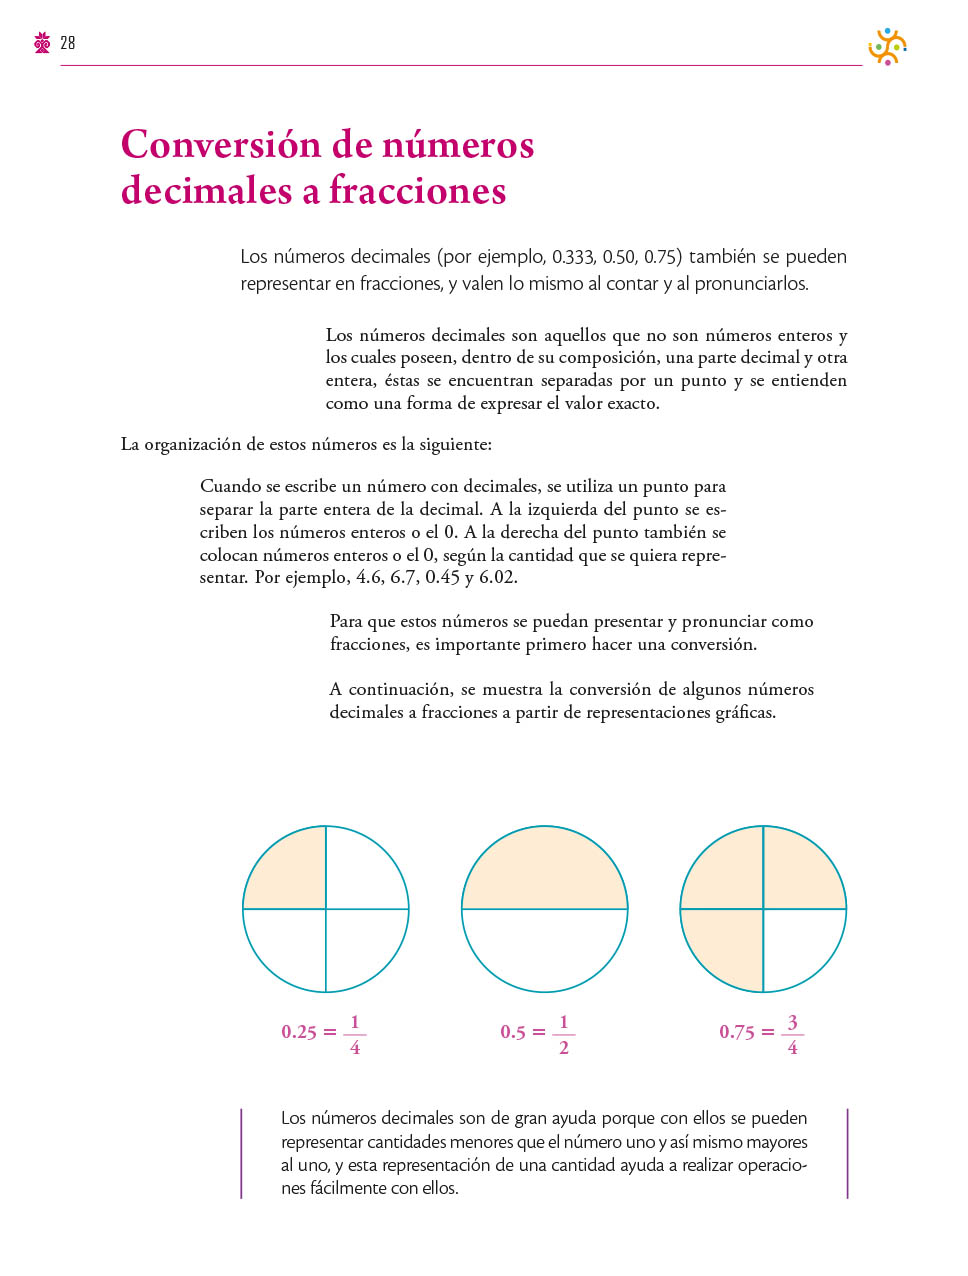 28
Conversión de números
decimales a fracciones
Los números decimales (por ejemplo, 0.333, 0.50, 0.75) también se pueden
representar en fracciones, y valen lo mismo al contar y al pronunciarlos.
Los números decimales son aquellos que no son números enteros y
los cuales poseen, dentro de su composición, una parte decimal y otra
entera, éstas se encuentran separadas por un punto y se entienden
como una forma de expresar el valor exacto.
La organización de estos números es la siguiente:
Cuando se escribe un número con decimales, se utiliza un punto para
separar la parte entera de la decimal. A la izquierda del punto se es-
criben los números enteros o el 0. A la derecha del punto también se
colocan números enteros o el 0, según la cantidad que se quiera repre-
sentar. Por ejemplo, 4.6, 6.7, 0.45 y 6.02.
Para que estos números se puedan presentar y pronunciar como
fracciones, es importante primero hacer una conversión.
A continuación, se muestra la conversión de algunos números
decimales a fracciones a partir de representaciones gráficas.
0.25 = 1/4
0.5 = 1/2
0.75 = 3/4
Los números decimales son de gran ayuda porque con ellos se pueden
representar cantidades menores que el número uno y así mismo mayores
al uno, y esta representación de una cantidad ayuda a realizar operacio-
nes fácilmente con ellos.